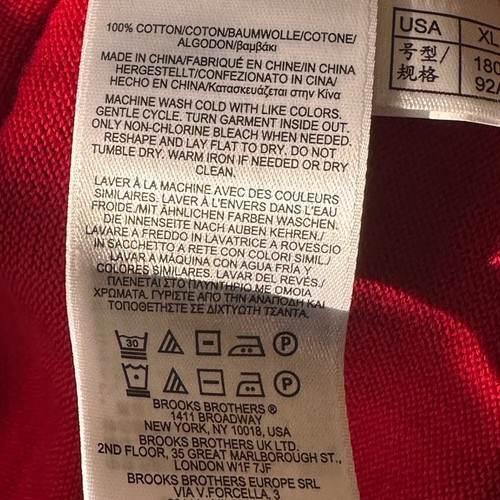 100% COTTON/COTON/BAUMWOLLE/COTONE/
ALGODON/βαμβάκι
MADE IN CHINA/FABRIQUÉ EN CHINE/IN CHINA
HERGESTELLT/CONFEZIONATO IN CINA/
HECHO EN CHINA/Κατασκευάζεται στην Κίνα
MACHINE WASH COLD WITH LIKE COLORS.
GENTLE CYCLE. TURN GARMENT INSIDE OUT.
ONLY NON-CHLORINE BLEACH WHEN NEEDED.
RESHAPE AND LAY FLAT TO DRY. DO NOT
TUMBLE DRY. WARM IRON IF NEEDED OR DRY
CLEAN.
LAVER À LA MACHINE AVEC DES COULEURS
SIMILAIRES. LAVER À L'ENVERS DANS L'EAU
FROIDE./MIT ÄHNLICHEN FARBEN WASCHEN.
DIE INNENSEITE NACH AUßEN KEHREN./
LAVARE A FREDDO IN LAVATRICE A ROVESCIO
IN SACCHETTO A RETE CON COLORI SIMIL./
LAVAR A MÁQUINA CON AGUA FRÍA Y
COLORES SIMILARES. LAVAR DEL REVÉS./
ΠΛΕΝΕΤΑΙ ΣΤΟ ΠΛΥΝΤΗΡΙΟ ΜΕ ΟΜΟΙΑ
ΧΡΩΜΑΤΑ. ΓΥΡΙΣΤΕ ΑΠΟ ΤΗΝ ΑΝΑΠΟΔΗ ΚΑΙ
ΤΟΠΟΘΕΤΗΣΤΕ ΣΕ ΔΙΧΤΥΩΤΗ ΤΣΑΝΤΑ.
30 P
P
BROOKS BROTHERS ®
1411 BROADWAY
NEW YORK, NY 10018, USA
BROOKS BROTHERS UK LTD.
2ND FLOOR, 35 GREAT MARLBOROUGH ST.,
LONDON W1F 7JF
BROOKS BROTHERS EUROPE SRL
VIA V.FORCELLA, 3
USA XL
号型/ 180
规格 92/